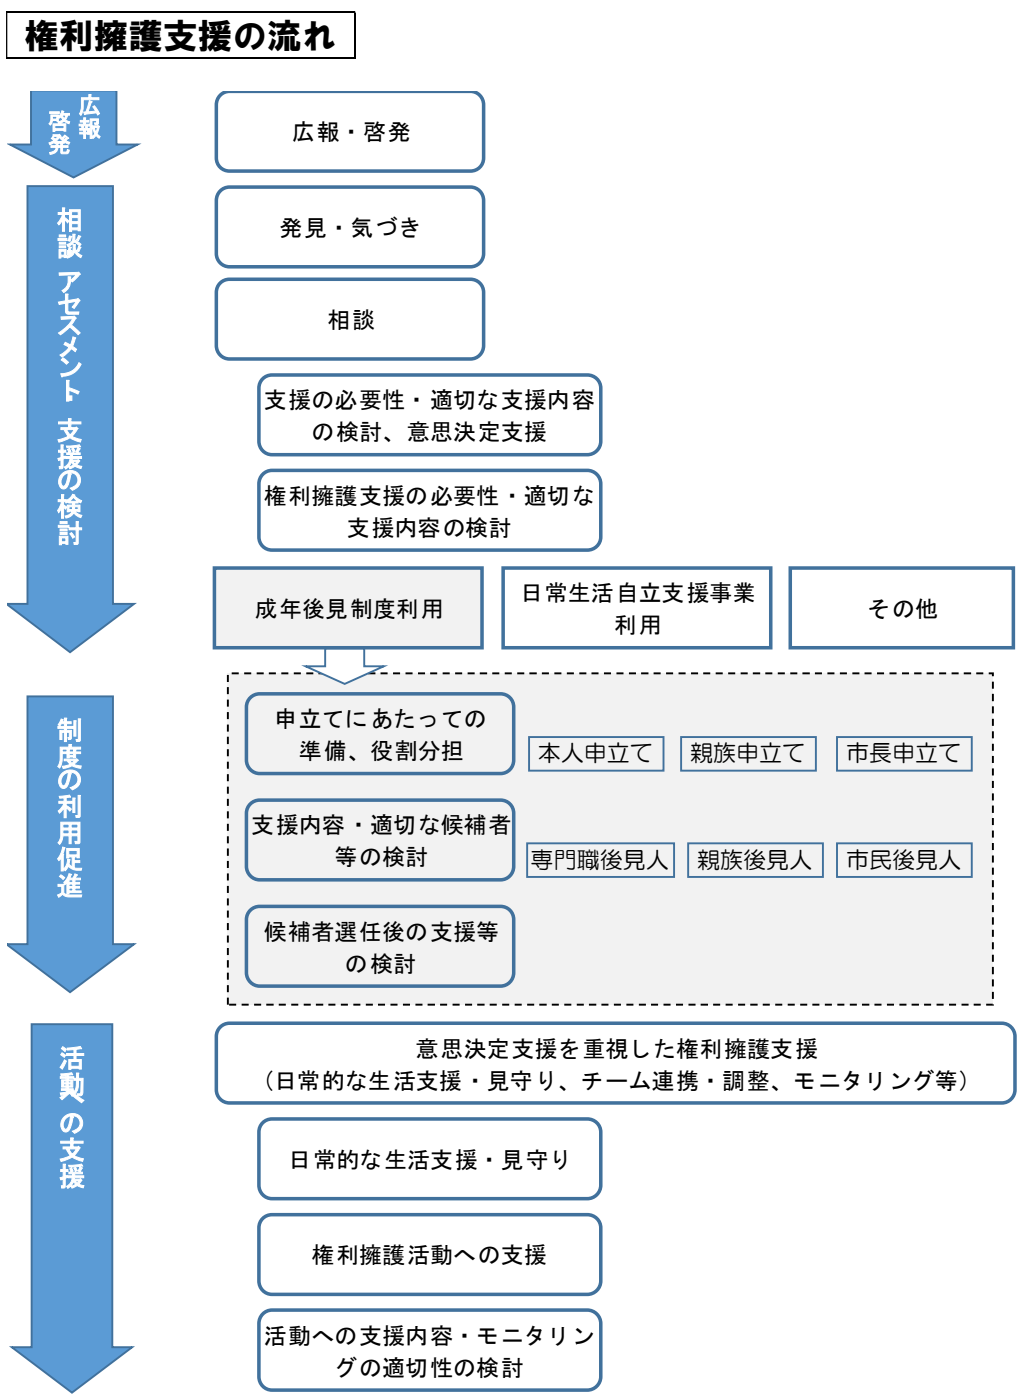 権利擁護支援の流れ
広報
啓発
広報・啓発
相談 アセスメント・支援の検討
発見・気づき
相談
支援の必要性・適切な支援内容
の検討、意思決定支援
権利擁護支援の必要性・適切な
支援内容の検討
成年後見制度利用
日常生活自立支援事業
利用
その他
制度の利用促進
申立てにあたっての
準備、役割分担
本人申立て
親族申立て
市長申立て
支援内容・適切な候補者
等の検討
専門職後見人
親族後見人
市民後見人
候補者選任後の支援等
の検討
活動への支援
意思決定支援を重視した権利擁護支援
（日常的な生活支援・見守り、チーム連携・調整、モニタリング等）
日常的な生活支援・見守り
権利擁護活動への支援
活動への支援内容・モニタリン
グの適切性の検討